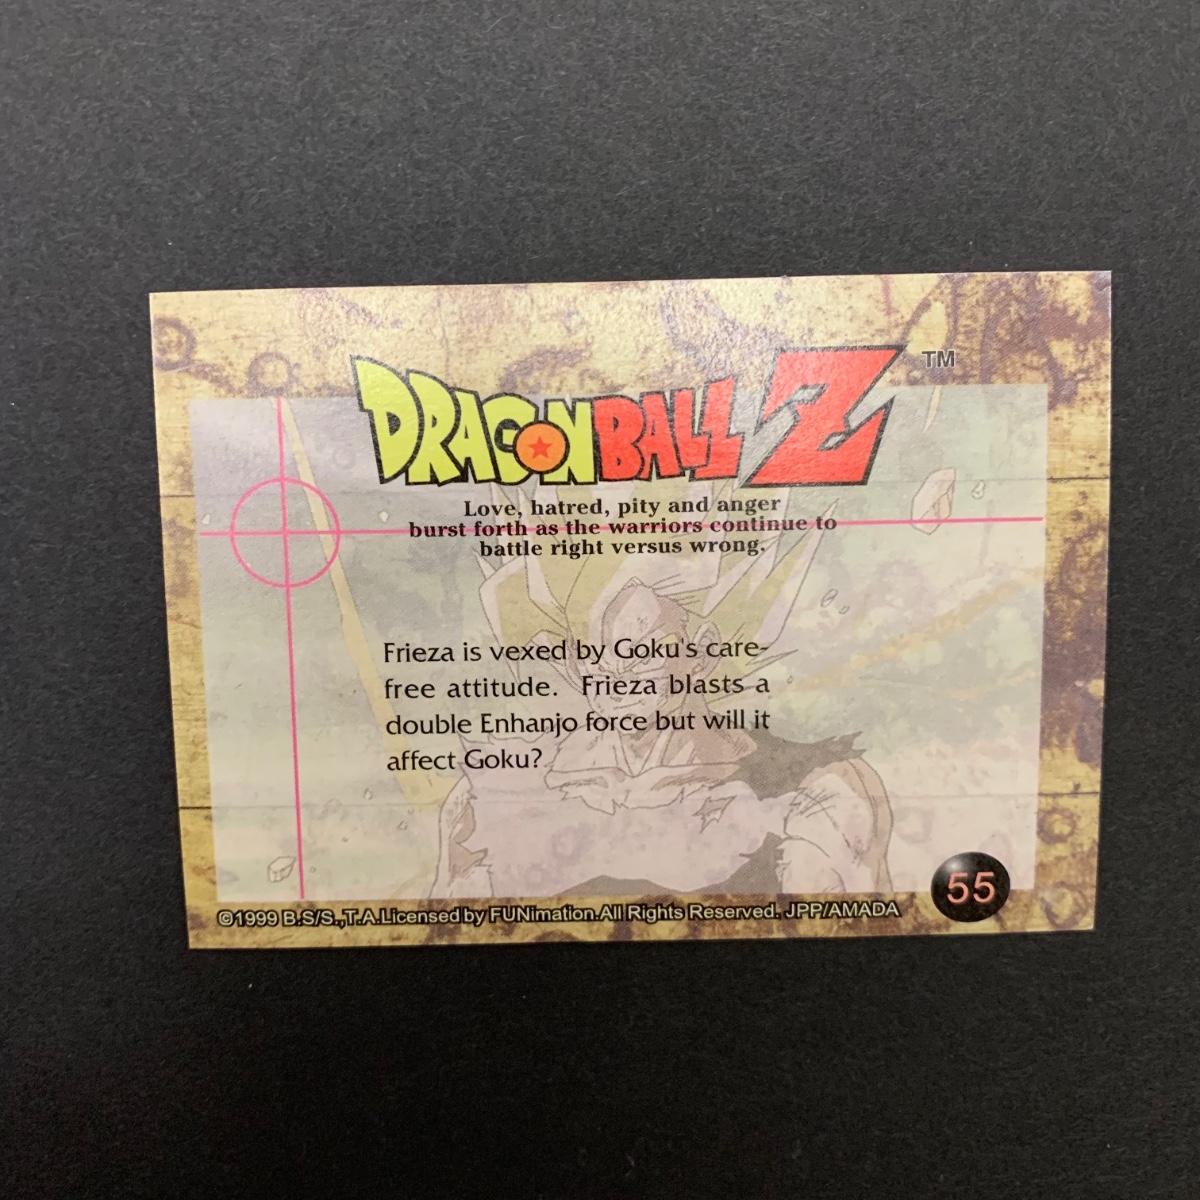 DRAGONBALL Z ™
Love, hatred, pity and anger
burst forth as the warriors continue to
battle right versus wrong.
Frieza is vexed by Goku's care-
free attitude. Frieza blasts a
double Enhanjo force but will it
affect Goku?
©1999 B.S/S.,T.A.Licensed by FUNimation.All Rights Reserved. JPP/AMADA
55